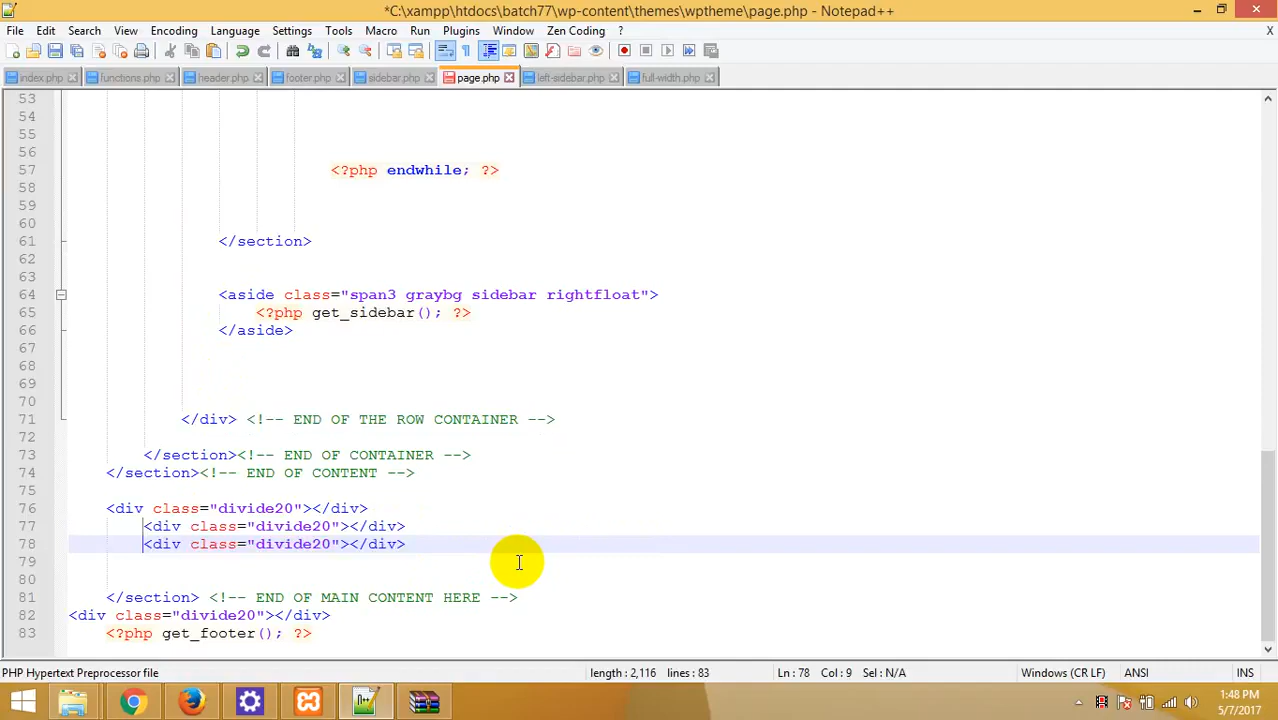 *C:\xampp\htdocs\batch77\wp-content\themes\wptheme\page.php - Notepad++
File Edit Search View Encoding Language Settings Tools Macro Run Plugins Window Zen Coding ? X
index.php functions.php header.php footer.php sidebar.php page.php left-sidebar.php full-width.php
53
54
55
56
57 <?php endwhile; ?>
58
59
60
61 </section>
62
63
64 <aside class="span3 graybg sidebar rightfloat">
65 <?php get_sidebar(); ?>
66 </aside>
67
68
69
70
71 </div> <!-- END OF THE ROW CONTAINER -->
72
73 </section><!-- END OF CONTAINER -->
74 </section><!-- END OF CONTENT -->
75
76 <div class="divide20"></div>
77 <div class="divide20"></div>
78 <div class="divide20"></div>
79
80
81 </section> <!-- END OF MAIN CONTENT HERE -->
82 <div class="divide20"></div>
83 <?php get_footer(); ?>
PHP Hypertext Preprocessor file length : 2,116 lines : 83 Ln : 78 Col : 9 Sel : N/A Windows (CR LF) ANSI INS
1:48 PM
5/7/2017